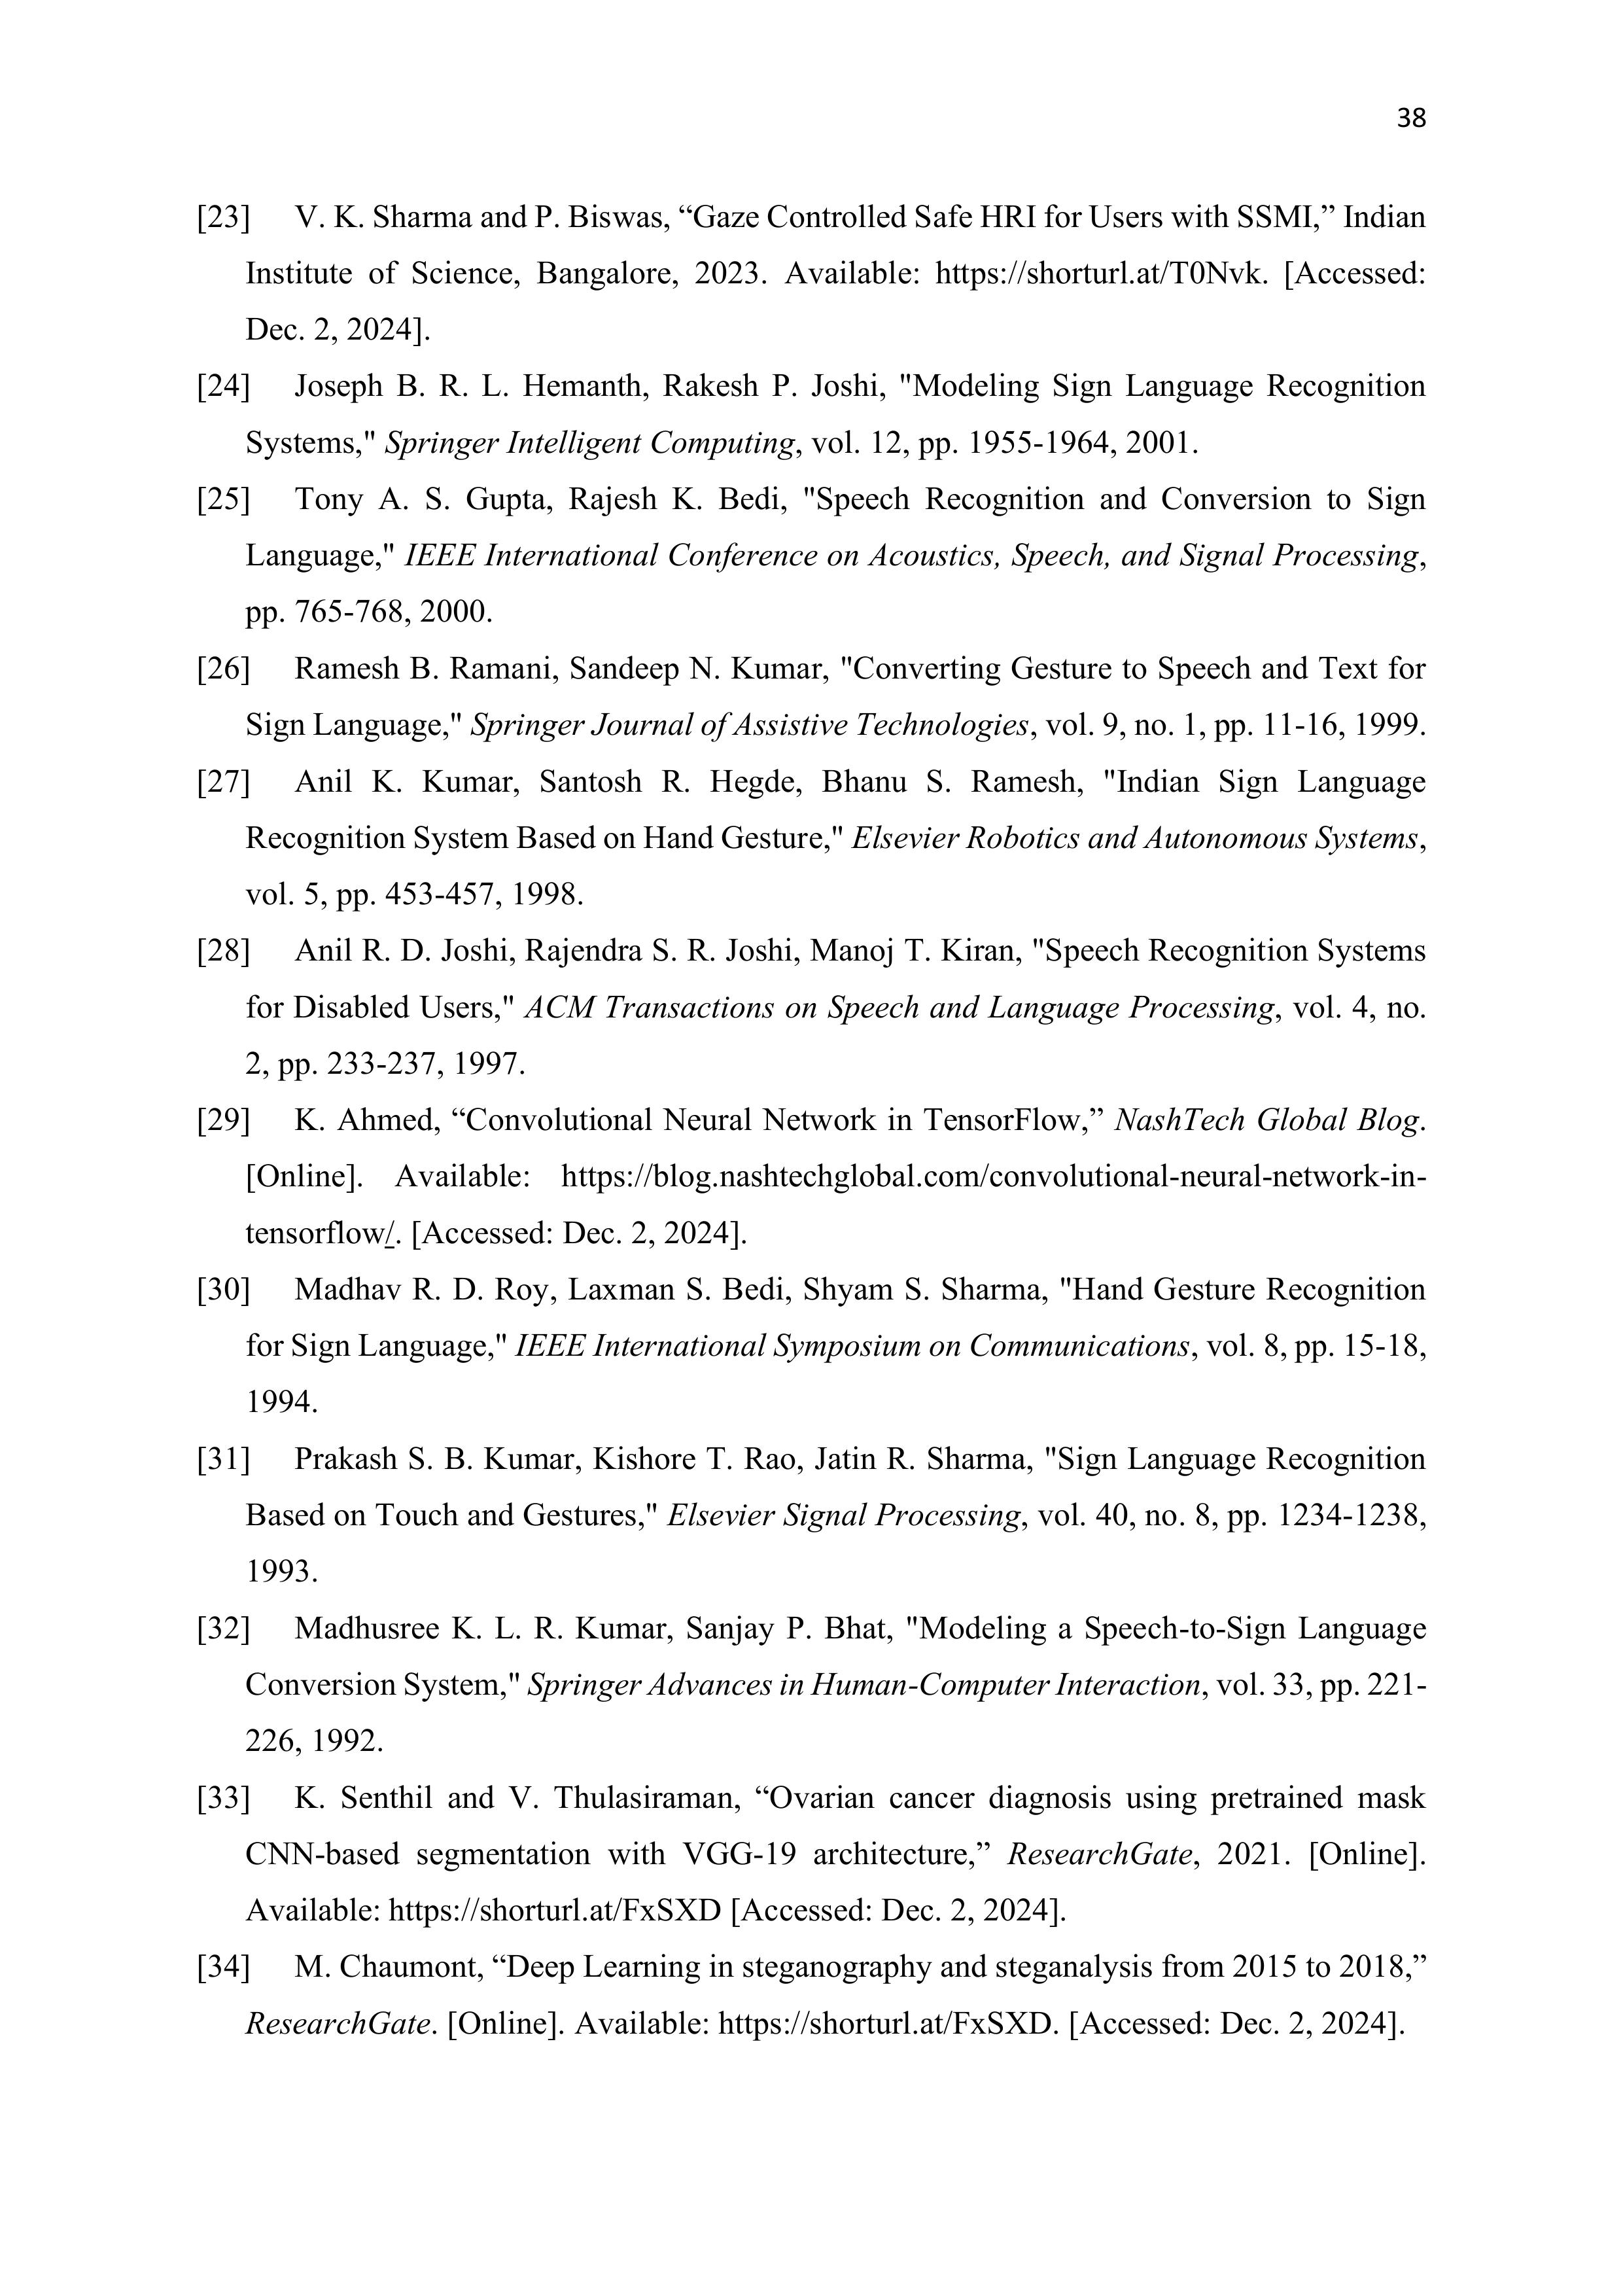 38
[23] V. K. Sharma and P. Biswas, “Gaze Controlled Safe HRI for Users with SSMI,” Indian
Institute of Science, Bangalore, 2023. Available: https://shorturl.at/T0Nvk. [Accessed:
Dec. 2, 2024].
[24] Joseph B. R. L. Hemanth, Rakesh P. Joshi, "Modeling Sign Language Recognition
Systems," Springer Intelligent Computing, vol. 12, pp. 1955-1964, 2001.
[25] Tony A. S. Gupta, Rajesh K. Bedi, "Speech Recognition and Conversion to Sign
Language," IEEE International Conference on Acoustics, Speech, and Signal Processing,
pp. 765-768, 2000.
[26] Ramesh B. Ramani, Sandeep N. Kumar, "Converting Gesture to Speech and Text for
Sign Language," Springer Journal of Assistive Technologies, vol. 9, no. 1, pp. 11-16, 1999.
[27] Anil K. Kumar, Santosh R. Hegde, Bhanu S. Ramesh, "Indian Sign Language
Recognition System Based on Hand Gesture," Elsevier Robotics and Autonomous Systems,
vol. 5, pp. 453-457, 1998.
[28] Anil R. D. Joshi, Rajendra S. R. Joshi, Manoj T. Kiran, "Speech Recognition Systems
for Disabled Users," ACM Transactions on Speech and Language Processing, vol. 4, no.
2, pp. 233-237, 1997.
[29] K. Ahmed, “Convolutional Neural Network in TensorFlow,” NashTech Global Blog.
[Online]. Available: https://blog.nashtechglobal.com/convolutional-neural-network-in-
tensorflow/. [Accessed: Dec. 2, 2024].
[30] Madhav R. D. Roy, Laxman S. Bedi, Shyam S. Sharma, "Hand Gesture Recognition
for Sign Language," IEEE International Symposium on Communications, vol. 8, pp. 15-18,
1994.
[31] Prakash S. B. Kumar, Kishore T. Rao, Jatin R. Sharma, "Sign Language Recognition
Based on Touch and Gestures," Elsevier Signal Processing, vol. 40, no. 8, pp. 1234-1238,
1993.
[32] Madhusree K. L. R. Kumar, Sanjay P. Bhat, "Modeling a Speech-to-Sign Language
Conversion System," Springer Advances in Human-Computer Interaction, vol. 33, pp. 221-
226, 1992.
[33] K. Senthil and V. Thulasiraman, “Ovarian cancer diagnosis using pretrained mask
CNN-based segmentation with VGG-19 architecture,” ResearchGate, 2021. [Online].
Available: https://shorturl.at/FxSXD [Accessed: Dec. 2, 2024].
[34] M. Chaumont, “Deep Learning in steganography and steganalysis from 2015 to 2018,”
ResearchGate. [Online]. Available: https://shorturl.at/FxSXD. [Accessed: Dec. 2, 2024].